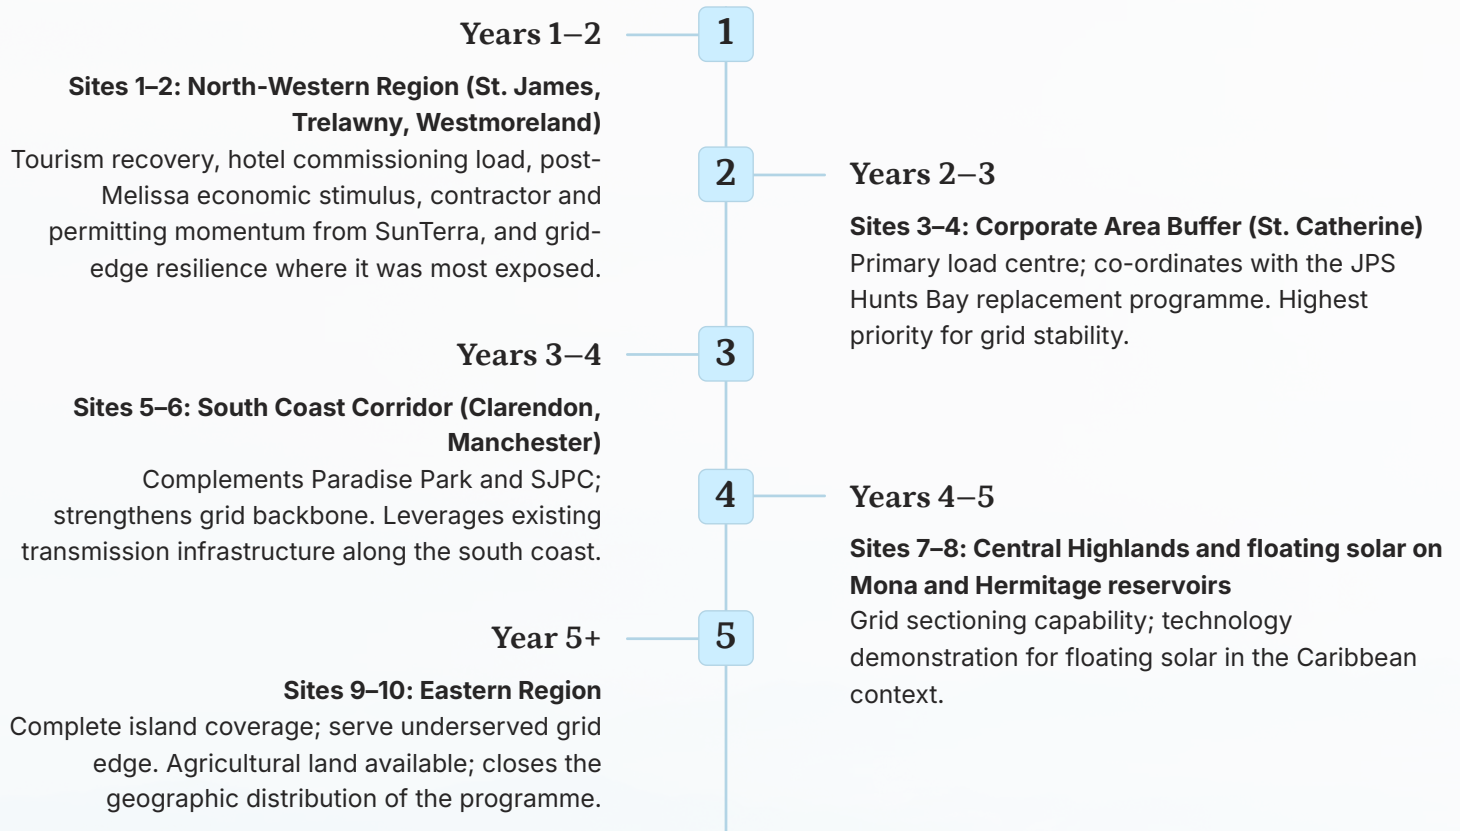 Years 1–2
1
Sites 1–2: North-Western Region (St. James,
Trelawny, Westmoreland)
Tourism recovery, hotel commissioning load, post-
Melissa economic stimulus, contractor and
permitting momentum from SunTerra, and grid-
edge resilience where it was most exposed.
2
Years 2–3
Sites 3–4: Corporate Area Buffer (St. Catherine)
Primary load centre; co-ordinates with the JPS
Hunts Bay replacement programme. Highest
priority for grid stability.
Years 3–4
3
Sites 5–6: South Coast Corridor (Clarendon,
Manchester)
Complements Paradise Park and SJPC;
strengthens grid backbone. Leverages existing
transmission infrastructure along the south coast.
4
Years 4–5
Sites 7–8: Central Highlands and floating solar on
Mona and Hermitage reservoirs
Grid sectioning capability; technology
demonstration for floating solar in the Caribbean
context.
Year 5+
5
Sites 9–10: Eastern Region
Complete island coverage; serve underserved grid
edge. Agricultural land available; closes the
geographic distribution of the programme.